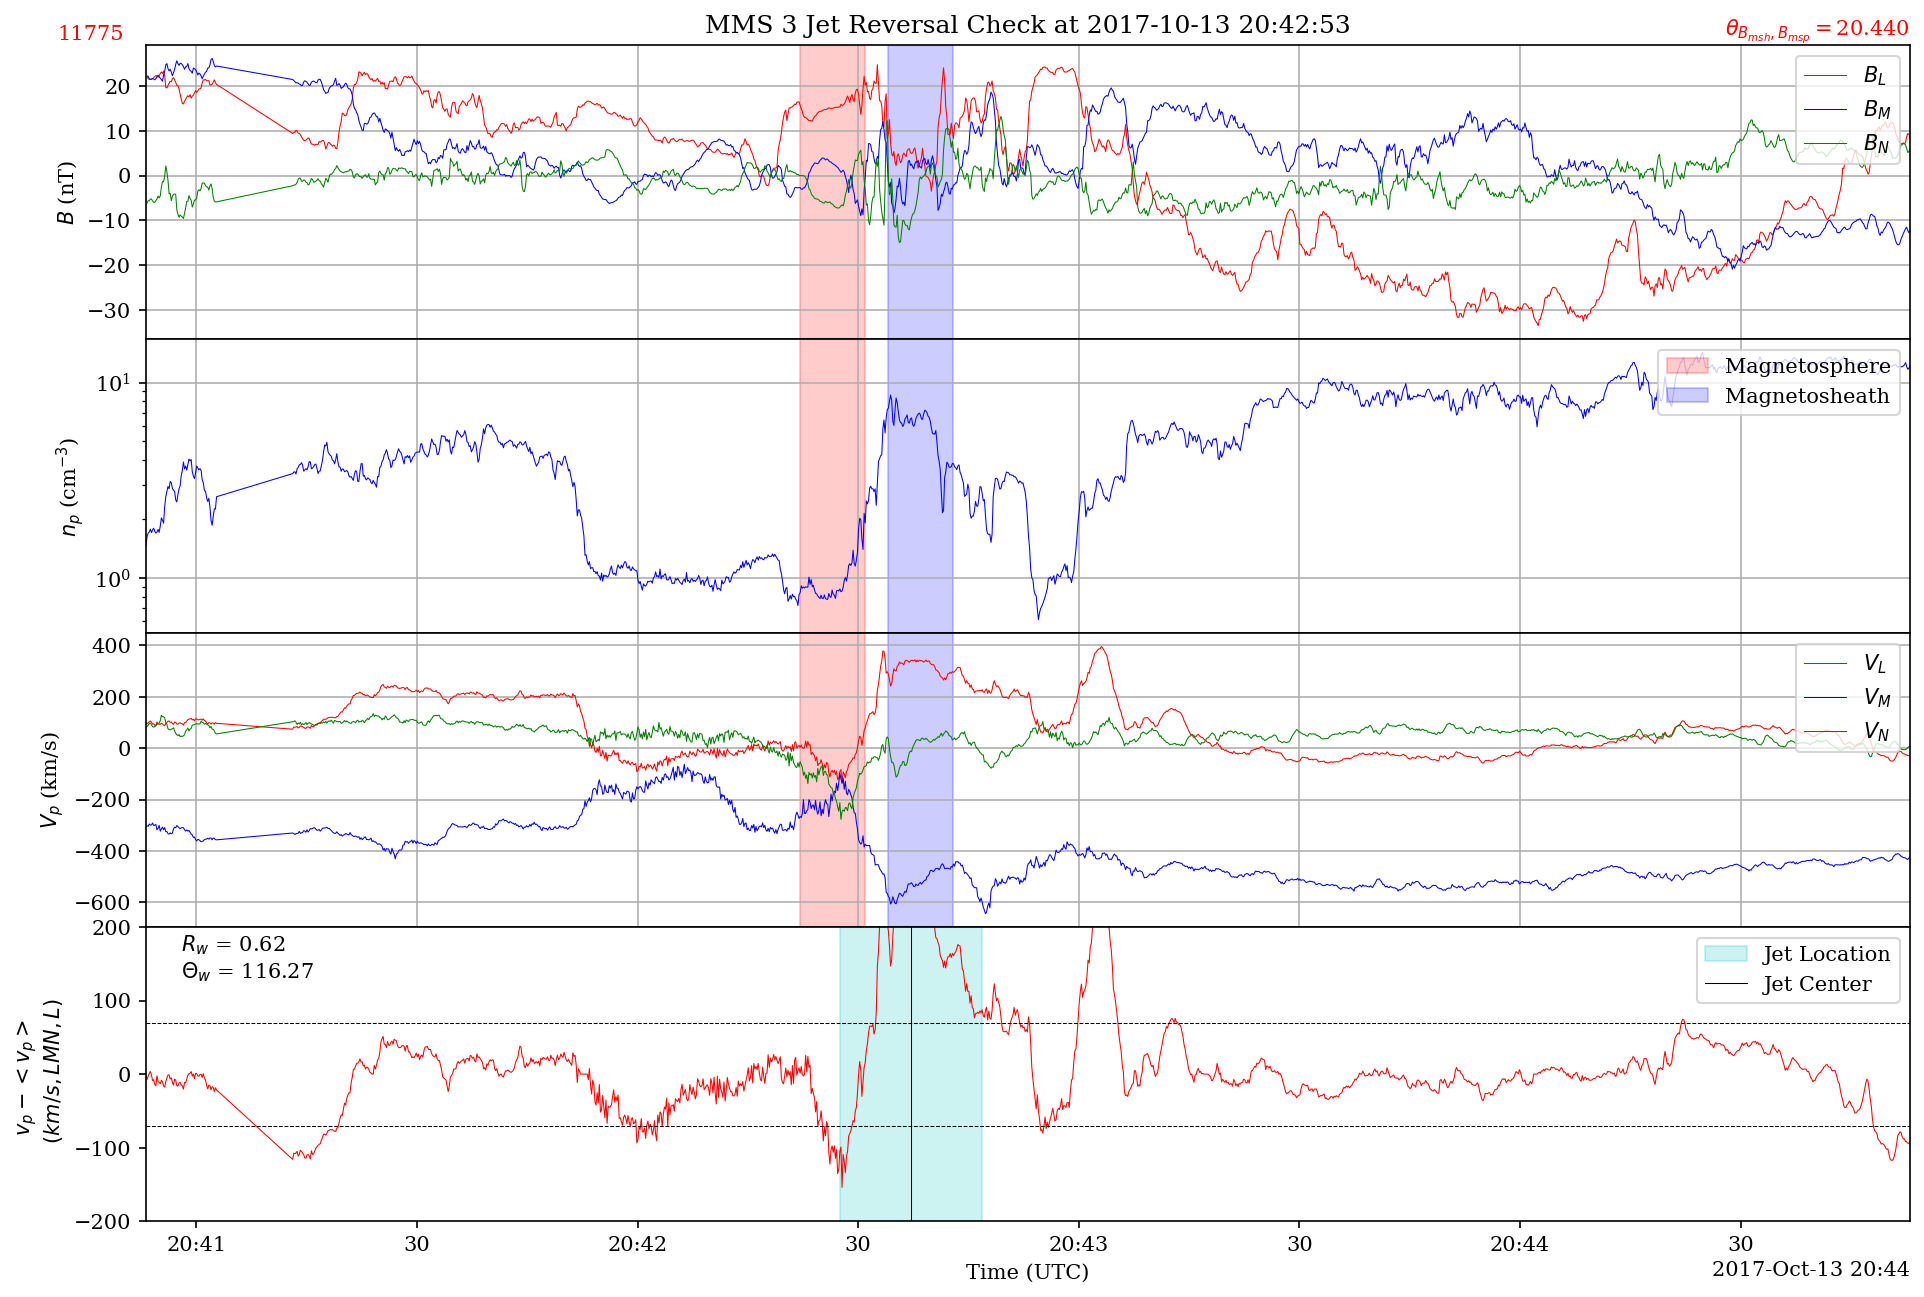 MMS 3 Jet Reversal Check at 2017-10-13 20:42:53
11775
θ_{B_{msh}, B_{msp}} = 20.440
B (nT)
20
10
0
−10
−20
−30
B_L
B_M
B_N
n_p (cm⁻³)
10¹
10⁰
Magnetosphere
Magnetosheath
V_p (km/s)
400
200
0
−200
−400
−600
V_L
V_M
V_N
v_p − < v_p >
(km/s, LMN, L)
200
100
0
−100
−200
R_w = 0.62
Θ_w = 116.27
Jet Location
Jet Center
20:41 30 20:42 30 20:43 30 20:44 30
Time (UTC)
2017-Oct-13 20:44